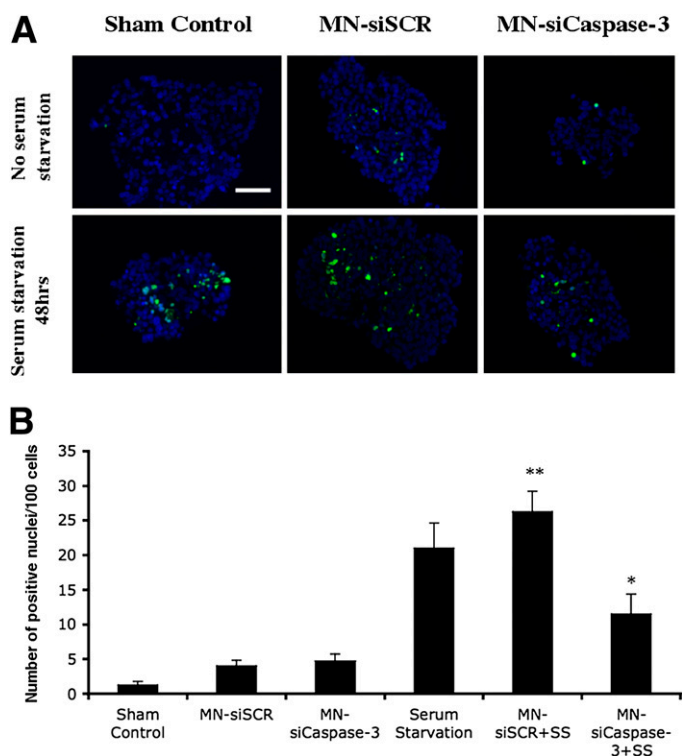 A
Sham Control
MN-siSCR
MN-siCaspase-3
No serum
starvation
Serum starvation
48hrs
B
Number of positive nuclei/100 cells
35
30
25
20
15
10
5
0
**
*
Sham
Control
MN-siSCR
MN-
siCaspase-3
Serum
Starvation
MN-
siSCR+SS
MN-
siCaspase-
3+SS